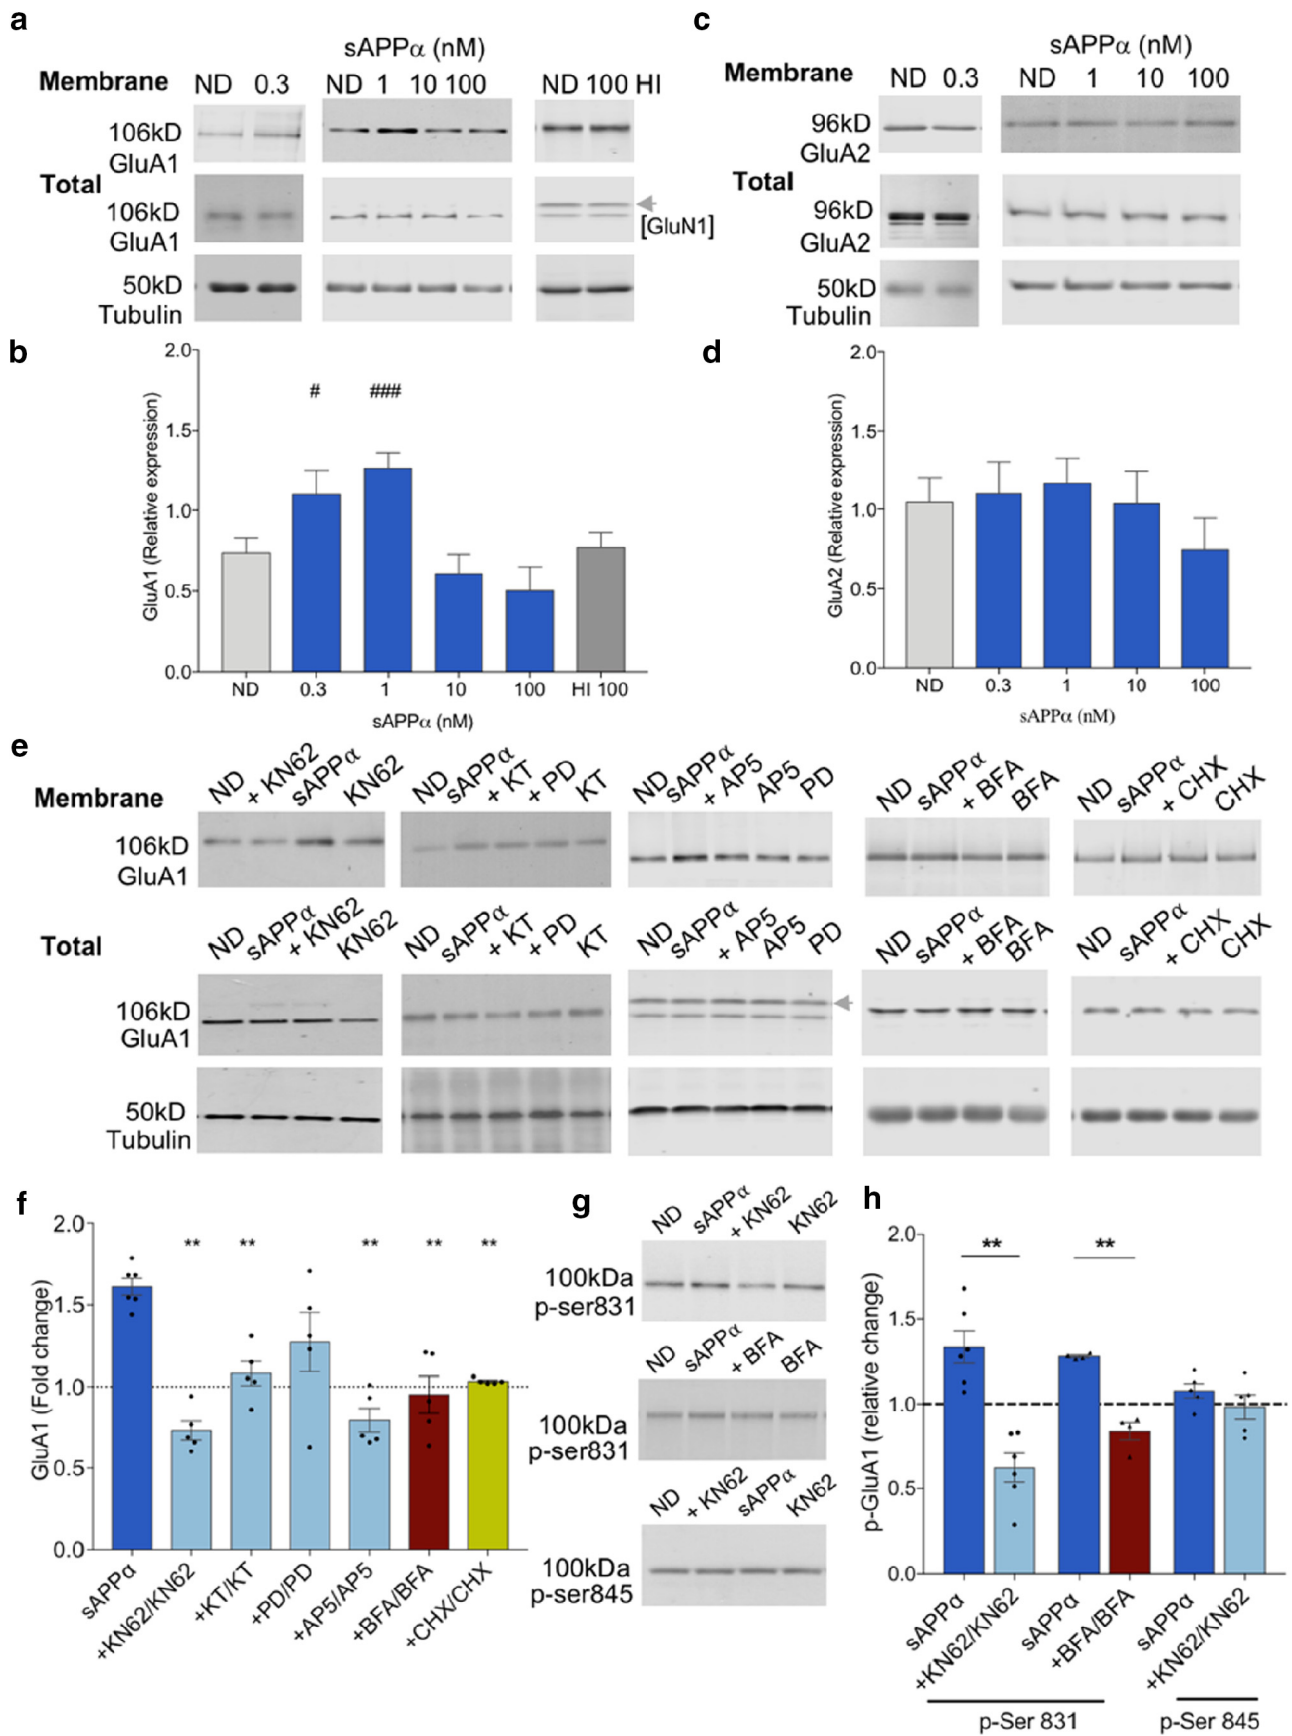 a
sAPPα (nM)
Membrane ND 0.3 ND 1 10 100 ND 100 HI
106kD
GluA1
Total
106kD
GluA1
[GluN1]
50kD
Tubulin
c
sAPPα (nM)
Membrane ND 0.3 ND 1 10 100
96kD
GluA2
Total
96kD
GluA2
50kD
Tubulin
b
GluA1 (Relative expression)
2.0
1.5
1.0
0.5
0.0
# ###
ND 0.3 1 10 100 HI 100
sAPPα (nM)
d
GluA2 (Relative expression)
2.0
1.5
1.0
0.5
0.0
ND 0.3 1 10 100
sAPPα (nM)
e
Membrane
ND + KN62 sAPPα KN62
ND sAPPα + KT + PD KT
ND sAPPα + AP5 AP5 PD
ND sAPPα + BFA BFA
ND sAPPα + CHX CHX
106kD
GluA1
Total
ND sAPPα + KN62 KN62
ND sAPPα + KT + PD KT
ND sAPPα + AP5 AP5 PD
ND sAPPα + BFA BFA
ND sAPPα + CHX CHX
106kD
GluA1
50kD
Tubulin
f
GluA1 (Fold change)
2.0
1.5
1.0
0.5
0.0
** ** ** ** **
sAPPα
+KN62/KN62
+KT/KT
+PD/PD
+AP5/AP5
+BFA/BFA
+CHX/CHX
g
ND sAPPα + KN62 KN62
100kDa
p-ser831
ND sAPPα + BFA BFA
100kDa
p-ser831
ND + KN62 sAPPα KN62
100kDa
p-ser845
h
p-GluA1 (relative change)
2.0
1.5
1.0
0.5
0.0
** **
sAPPα
+KN62/KN62
sAPPα
+BFA/BFA
sAPPα
+KN62/KN62
p-Ser 831
p-Ser 845